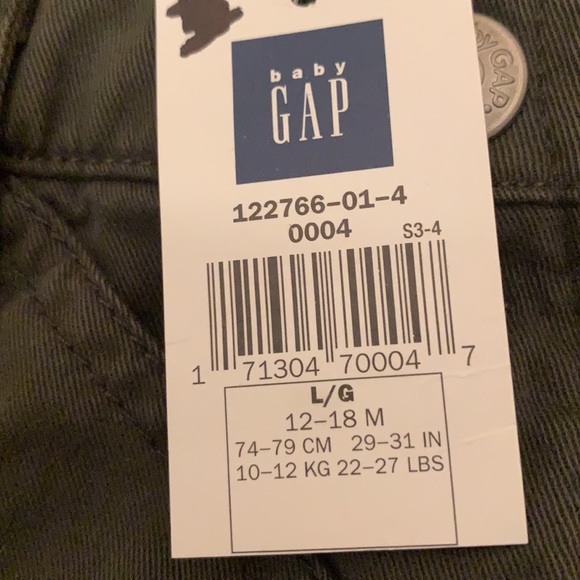 baby
GAP
122766-01-4
0004 S3-4
1 71304 70004 7
L/G
12-18 M
74-79 CM 29-31 IN
10-12 KG 22-27 LBS
GAP